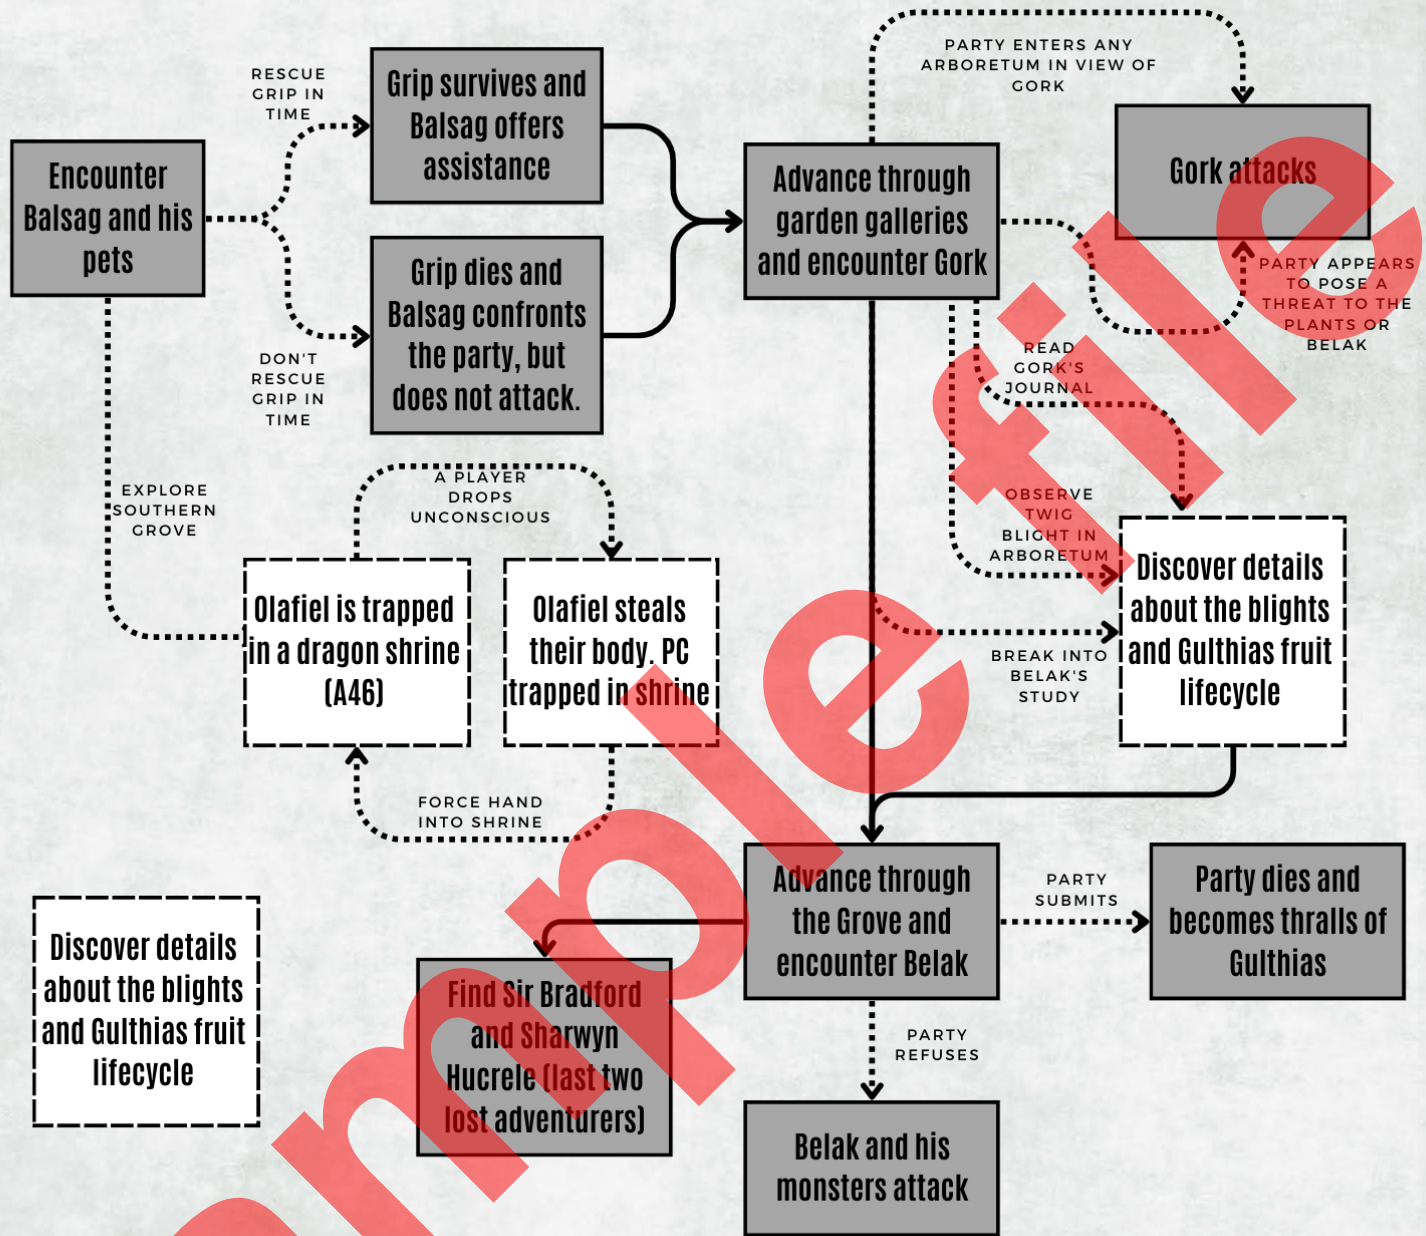 PARTY ENTERS ANY
ARBORETUM IN VIEW OF
GORK
RESCUE
GRIP IN
TIME
Grip survives and
Balsag offers
assistance
Gork attacks
Encounter
Balsag and his
pets
Advance through
garden galleries
and encounter Gork
Grip dies and
Balsag confronts
the party, but
does not attack.
PARTY APPEARS
TO POSE A
THREAT TO THE
PLANTS OR
BELAK
DON'T
RESCUE
GRIP IN
TIME
READ
GORK'S
JOURNAL
A PLAYER
DROPS
UNCONSCIOUS
EXPLORE
SOUTHERN
GROVE
OBSERVE
TWIG
BLIGHT IN
ARBORETUM
Olafiel is trapped
in a dragon shrine
(A46)
Olafiel steals
their body. PC
trapped in shrine
Discover details
about the blights
and Gulthias fruit
lifecycle
BREAK INTO
BELAK'S
STUDY
FORCE HAND
INTO SHRINE
Advance through
the Grove and
encounter Belak
PARTY
SUBMITS
Party dies and
becomes thralls of
Gulthias
Discover details
about the blights
and Gulthias fruit
lifecycle
Find Sir Bradford
and Sharwyn
Hucrele (last two
lost adventurers)
PARTY
REFUSES
Belak and his
monsters attack
ample file